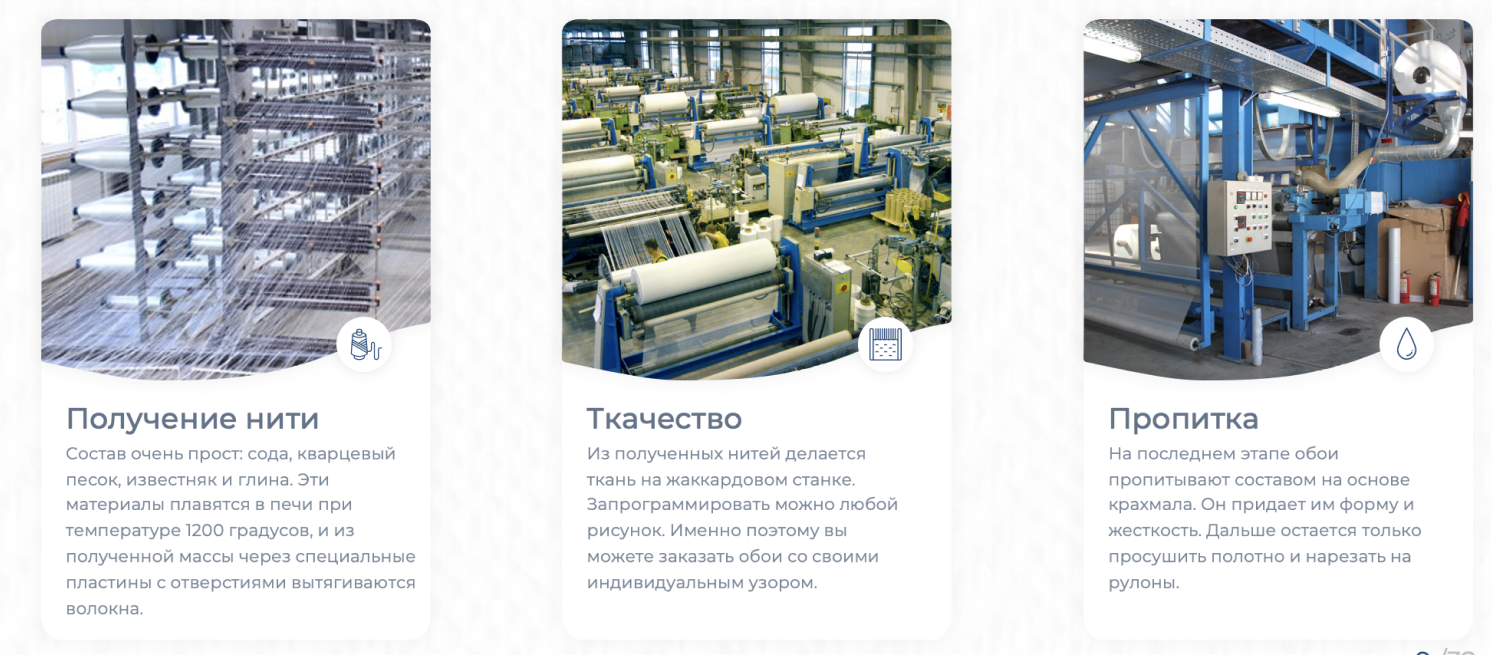 Получение нити
Состав очень прост: сода, кварцевый
песок, известняк и глина. Эти
материалы плавятся в печи при
температуре 1200 градусов, и из
полученной массы через специальные
пластины с отверстиями вытягиваются
волокна.
Ткачество
Из полученных нитей делается
ткань на жаккардовом станке.
Запрограммировать можно любой
рисунок. Именно поэтому вы
можете заказать обои со своими
индивидуальным узором.
Пропитка
На последнем этапе обои
пропитывают составом на основе
крахмала. Он придает им форму и
жесткость. Дальше остается только
просушить полотно и нарезать на
рулоны.